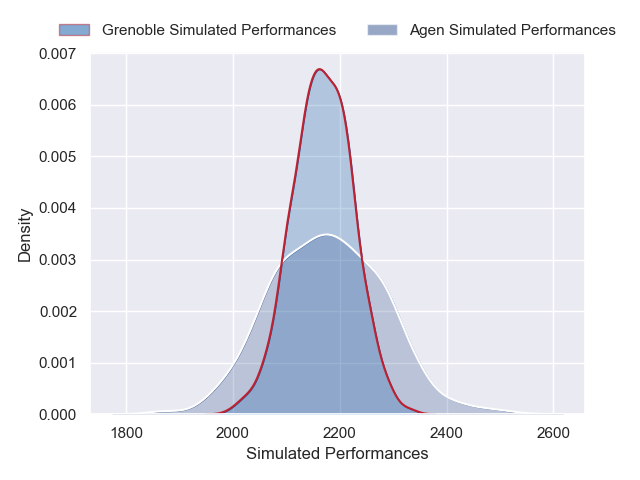 Grenoble Simulated Performances Agen Simulated Performances
0.007
0.006
0.005
0.004
0.003
0.002
0.001
0.000
Density
1800 2000 2200 2400 2600
Simulated Performances